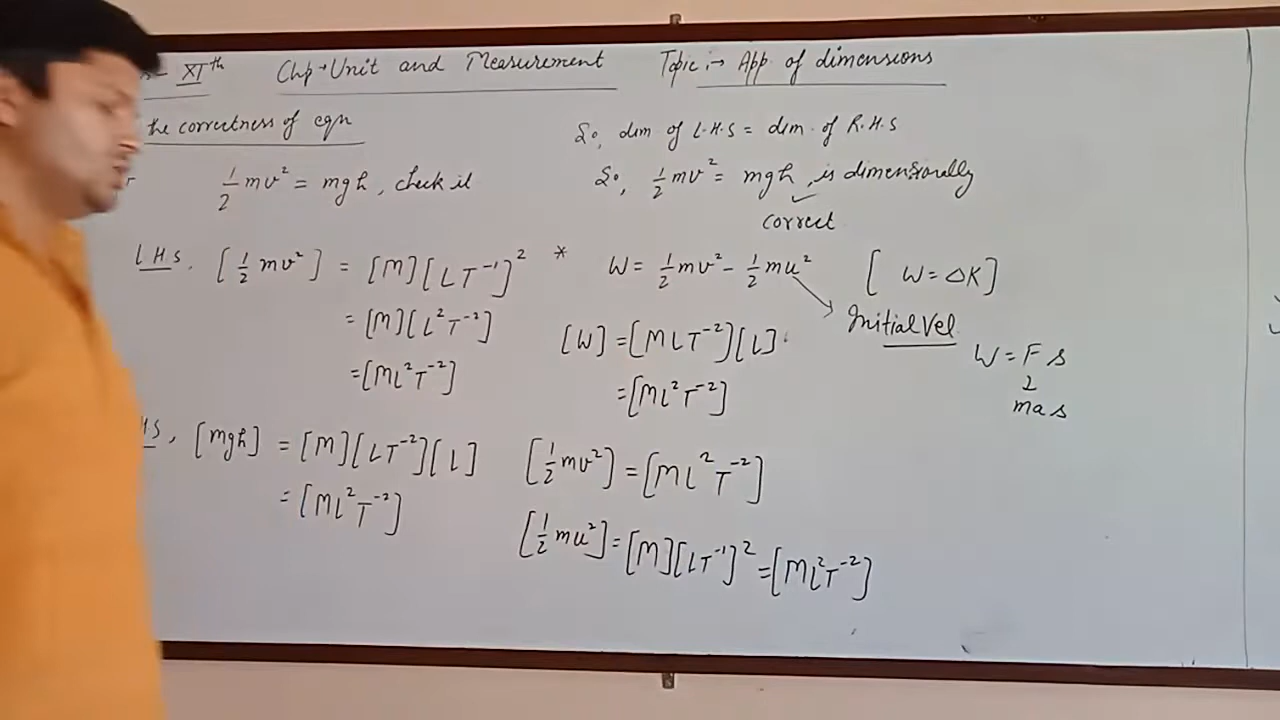 XIth Chp→Unit and Measurement Topic:→ App. of dimensions
the correctness of eqn
1/2 mv² = mgh, check it
L.H.S, [1/2 mv²] = [M][LT⁻¹]²
= [M][L²T⁻²]
= [ML²T⁻²]
HS, [mgh] = [M][LT⁻²][L]
= [ML²T⁻²]
So, dim of L.H.S = dim. of R.H.S
So, 1/2 mv² = mgh, is dimensionally
correct
* W = 1/2 mv² - 1/2 mu² [ W = ΔK]
Initial Vel.
[W] = [MLT⁻²][L]
= [ML²T⁻²]
W = F s
mas
[1/2 mv²] = [ML²T⁻²]
[1/2 mu²] = [M][LT⁻¹]² = [ML²T⁻²]